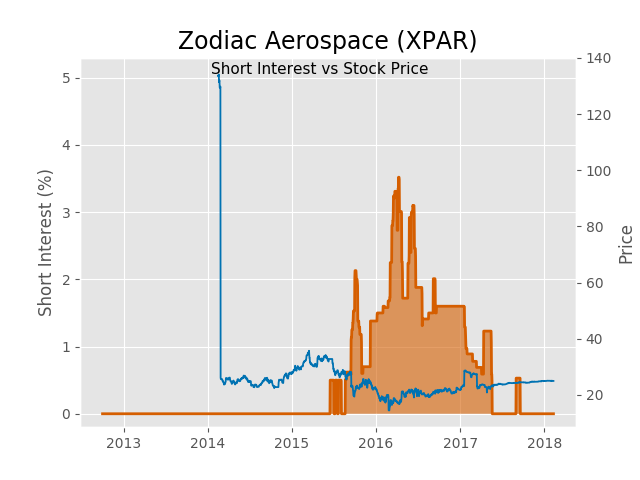 Zodiac Aerospace (XPAR)
Short Interest vs Stock Price
Short Interest (%)
5
4
3
2
1
0
140
120
100
80
60
40
20
Price
2013 2014 2015 2016 2017 2018